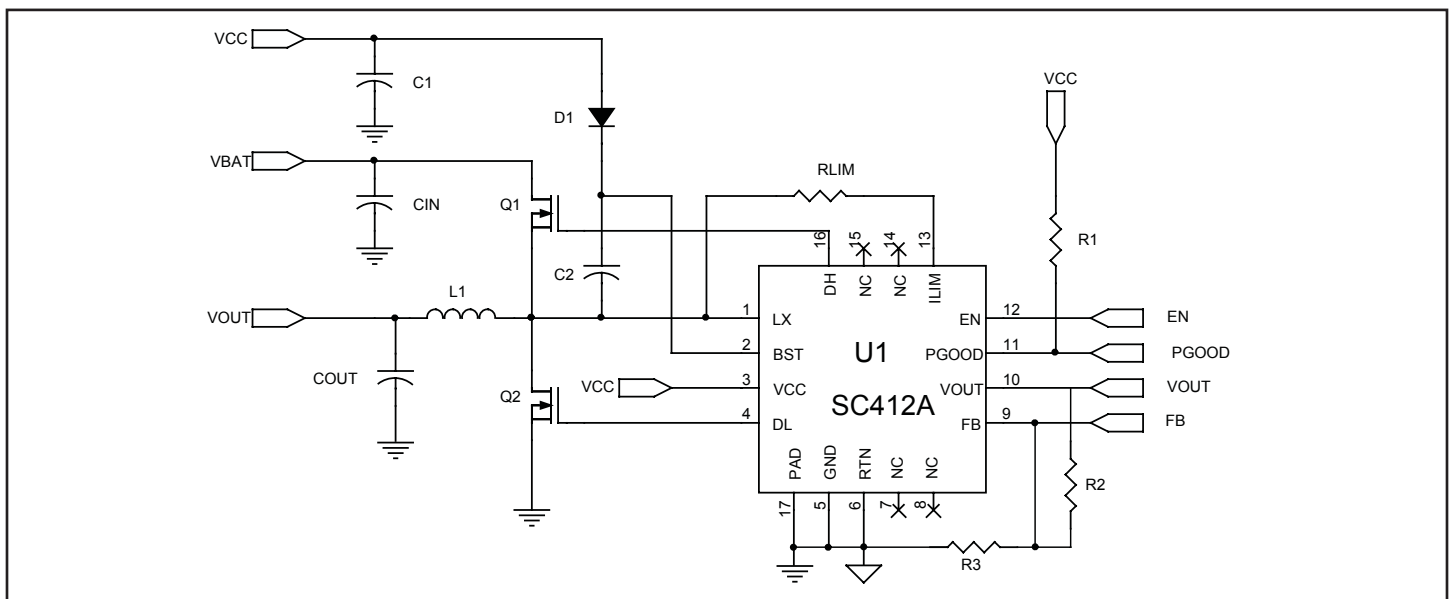 VCC
C1
VCC
D1
VBAT
RLIM
CIN
Q1
R1
16
15
14
13
C2
DH
NC
NC
ILIM
L1
VOUT
1
LX
EN
12
EN
2
BST
U1
PGOOD
11
PGOOD
COUT
VCC
3
VCC
VOUT
10
VOUT
Q2
SC412A
4
DL
FB
9
FB
PAD
GND
RTN
NC
NC
R2
17
5
6
7
8
R3